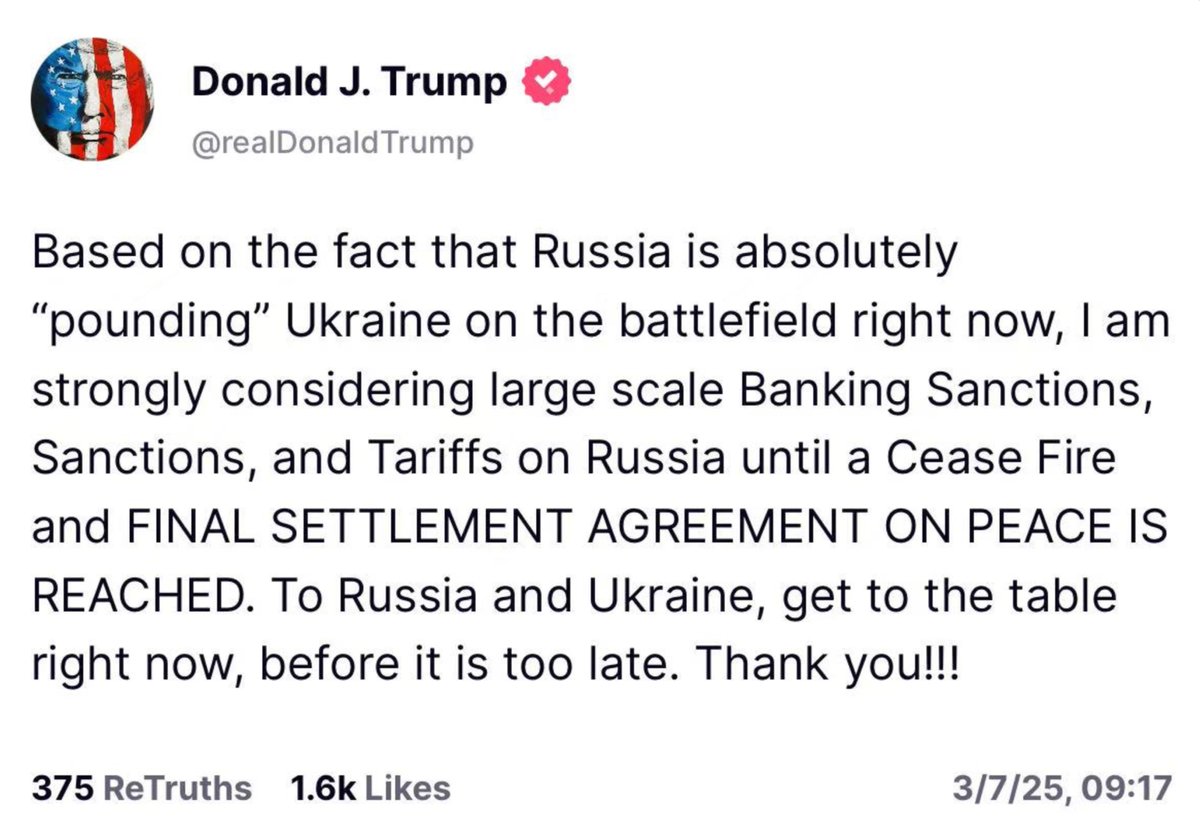 Donald J. Trump
@realDonaldTrump
Based on the fact that Russia is absolutely
“pounding” Ukraine on the battlefield right now, I am
strongly considering large scale Banking Sanctions,
Sanctions, and Tariffs on Russia until a Cease Fire
and FINAL SETTLEMENT AGREEMENT ON PEACE IS
REACHED. To Russia and Ukraine, get to the table
right now, before it is too late. Thank you!!!
375 ReTruths 1.6k Likes 3/7/25, 09:17